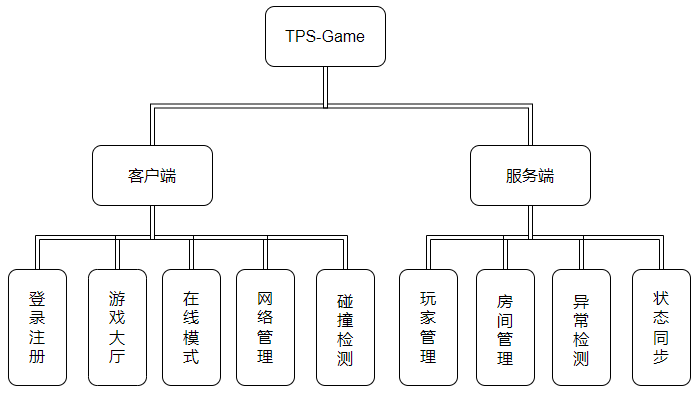 TPS-Game
客户端
服务端
登录注册
游戏大厅
在线模式
网络管理
碰撞检测
玩家管理
房间管理
异常检测
状态同步